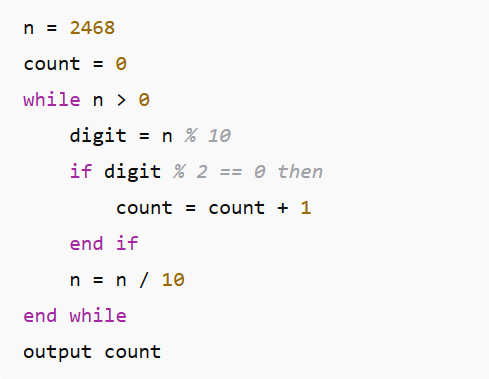 n = 2468
count = 0
while n > 0
    digit = n % 10
    if digit % 2 == 0 then
        count = count + 1
    end if
    n = n / 10
end while
output count